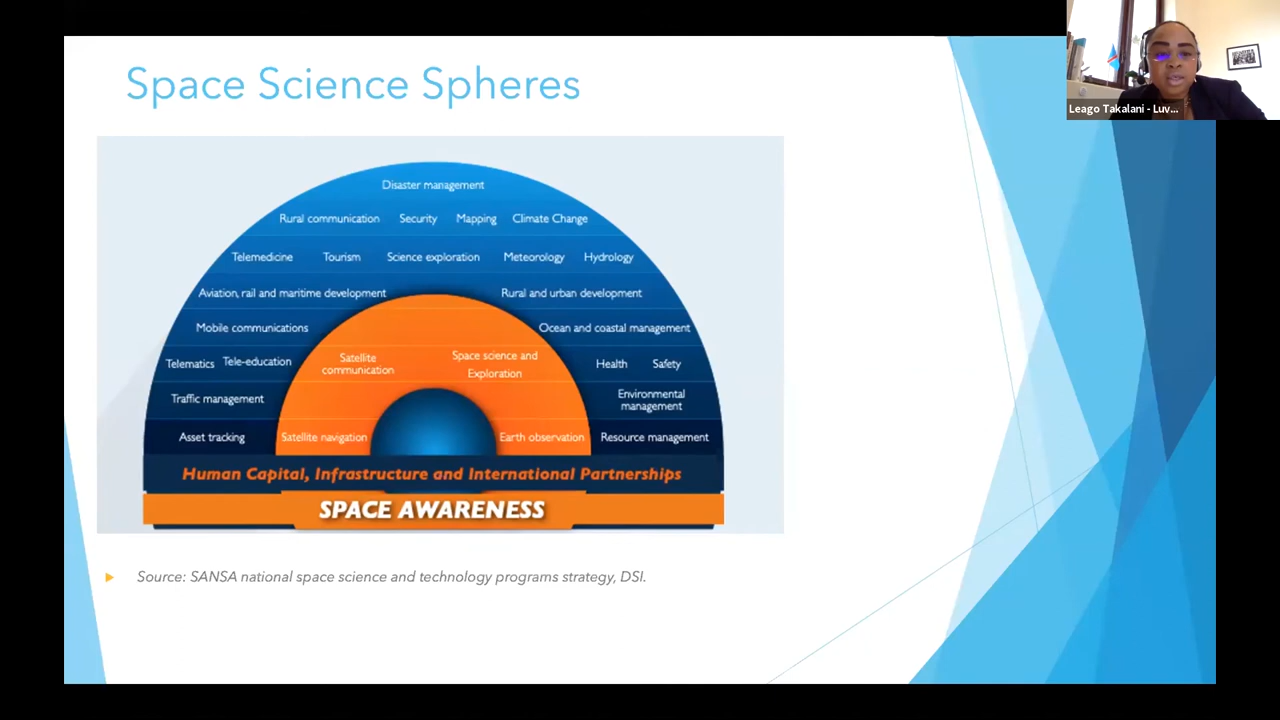 Space Science Spheres
Leago Takalani - Luv...
Disaster management
Rural communication Security Mapping Climate Change
Telemedicine Tourism Science exploration Meteorology Hydrology
Aviation, rail and maritime development Rural and urban development
Mobile communications Ocean and coastal management
Telematics Tele-education Satellite communication Space science and Exploration Health Safety
Traffic management Environmental management
Asset tracking Satellite navigation Earth observation Resource management
Human Capital, Infrastructure and International Partnerships
SPACE AWARENESS
Source: SANSA national space science and technology programs strategy, DSI.